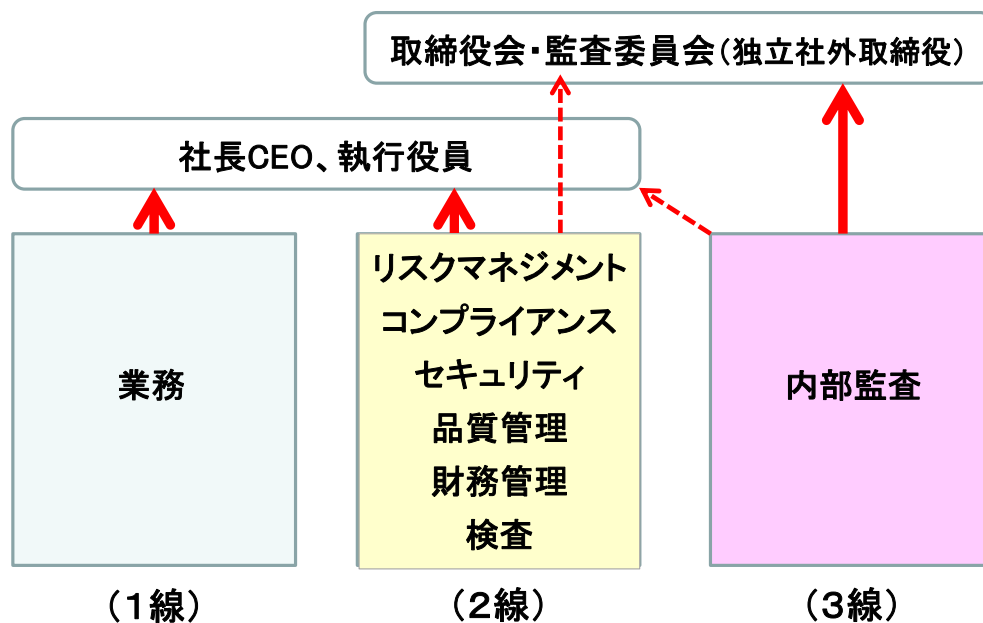 取締役会・監査委員会（独立社外取締役）
社長CEO、執行役員
業務
リスクマネジメント
コンプライアンス
セキュリティ
品質管理
財務管理
検査
内部監査
（１線）
（２線）
（３線）